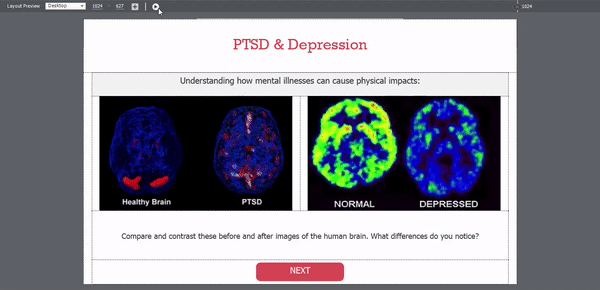 Layout Preview Desktop 1024 627 1024
PTSD & Depression
Understanding how mental illnesses can cause physical impacts:
Healthy Brain PTSD NORMAL DEPRESSED
Compare and contrast these before and after images of the human brain. What differences do you notice?
NEXT